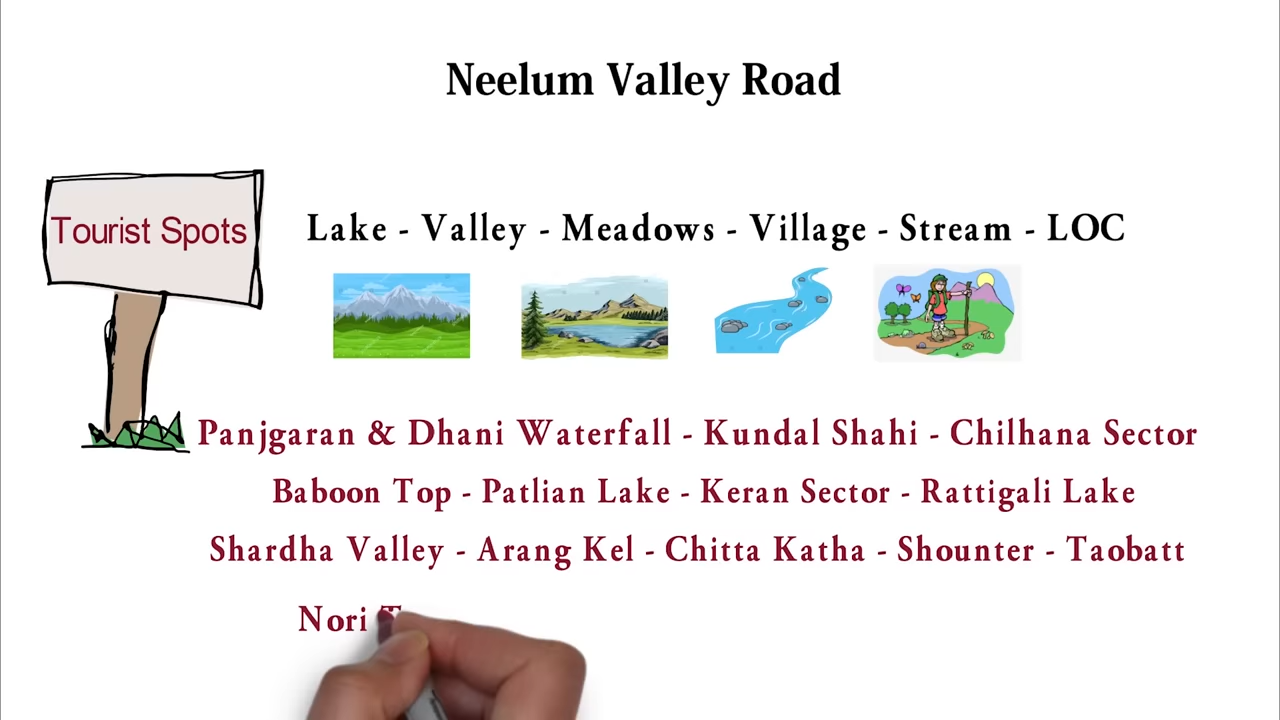 Neelum Valley Road
Tourist Spots
Lake - Valley - Meadows - Village - Stream - LOC
Panjgaran & Dhani Waterfall - Kundal Shahi - Chilhana Sector
Baboon Top - Patlian Lake - Keran Sector - Rattigali Lake
Shardha Valley - Arang Kel - Chitta Katha - Shounter - Taobatt
Nori